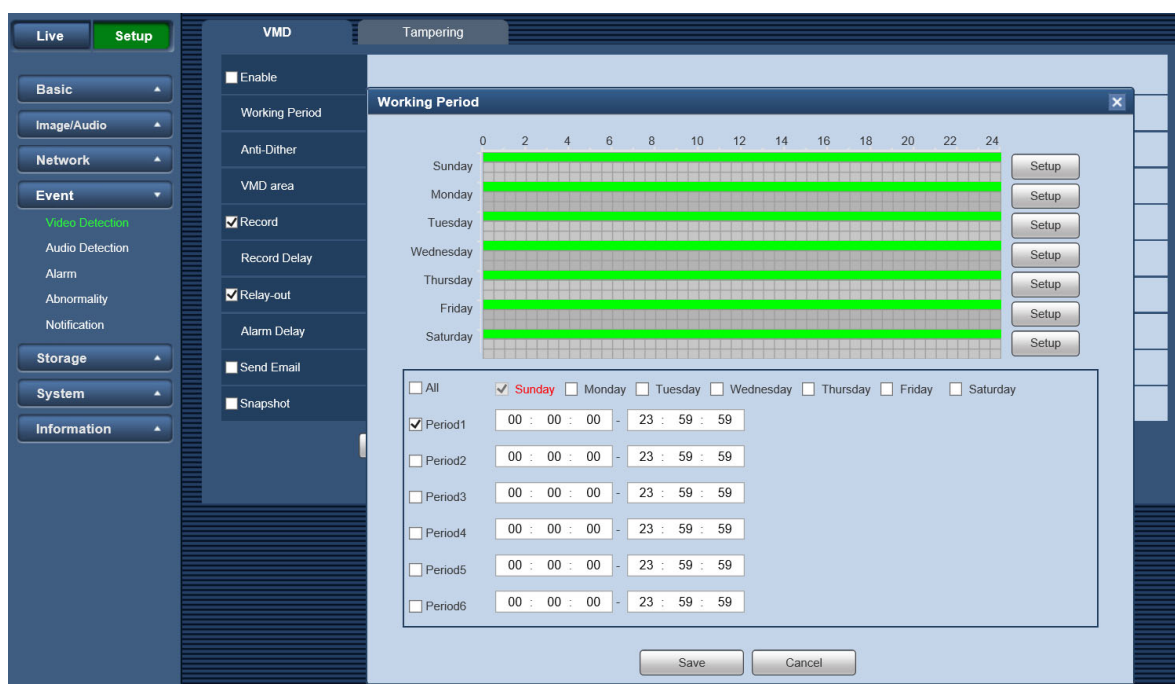 Live Setup
Basic
Image/Audio
Network
Event
Video Detection
Audio Detection
Alarm
Abnormality
Notification
Storage
System
Information
VMD Tampering
Enable
Working Period
Anti-Dither
VMD area
Record
Record Delay
Relay-out
Alarm Delay
Send Email
Snapshot
Working Period
0 2 4 6 8 10 12 14 16 18 20 22 24
Sunday Setup
Monday Setup
Tuesday Setup
Wednesday Setup
Thursday Setup
Friday Setup
Saturday Setup
All Sunday Monday Tuesday Wednesday Thursday Friday Saturday
Period1 00 : 00 : 00 - 23 : 59 : 59
Period2 00 : 00 : 00 - 23 : 59 : 59
Period3 00 : 00 : 00 - 23 : 59 : 59
Period4 00 : 00 : 00 - 23 : 59 : 59
Period5 00 : 00 : 00 - 23 : 59 : 59
Period6 00 : 00 : 00 - 23 : 59 : 59
Save Cancel